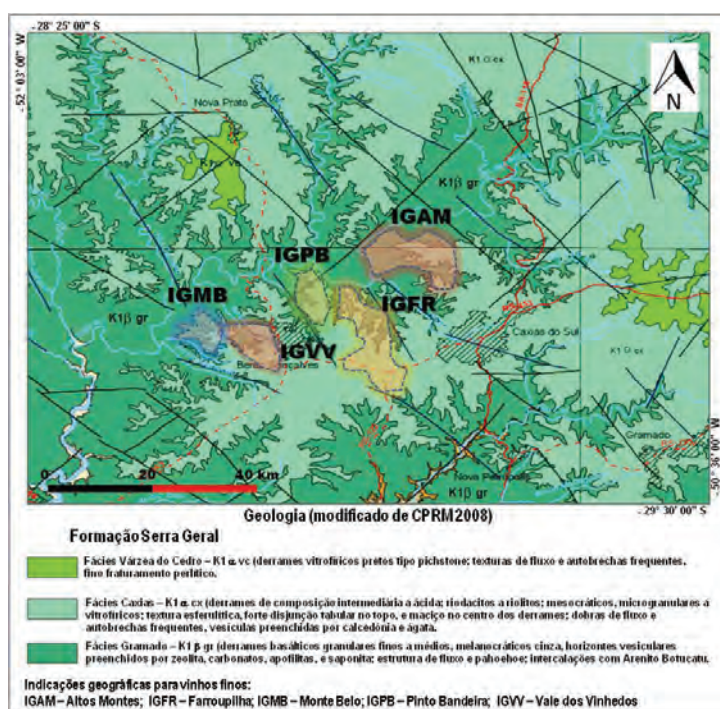 - 28° 25' 00'' S
- 52° 03' 00'' W
K1 α cx
BR116
N
Nova Prata
K1 α vc
K1β gr
IGAM
IGPB
IGMB
IGFR
K1β gr
Caxias do Sul
IGVV
K1 α cx
Gramado
0 20 40 km
Nova Petrópolis
K1β gr
- 50° 36' 00'' W
- 29° 30' 00'' S
Geologia (modificado de CPRM2008)
Formação Serra Geral
Fácies Várzea do Cedro – K1 α vc (derrames vitrofíricos pretos tipo pichstone; texturas de fluxo e autobrechas frequentes,
fino fraturamento perlítico.
Fácies Caxias – K1 α cx (derrames de composição intermediária a ácida; riodacitos a riolitos; mesocráticos, microgranulares a
vitrofíricos; textura esferulítica, forte disjunção tabular no topo, e maciço no centro dos derrames; dobras de fluxo e
autobrechas frequentes, vesículas preenchidas por calcedônia e ágata.
Fácies Gramado – K1 β gr (derrames basálticos granulares finos a médios, melanocráticos cinza, horizontes vesiculares
preenchidos por zeolita, carbonatos, apofilitas, e saponita; estrutura de fluxo e pahoehoe; intercalações com Arenito Botucatu.
Indicações geográficas para vinhos finos:
IGAM – Altos Montes; IGFR – Farroupilha; IGMB – Monte Belo; IGPB – Pinto Bandeira; IGVV – Vale dos Vinhedos